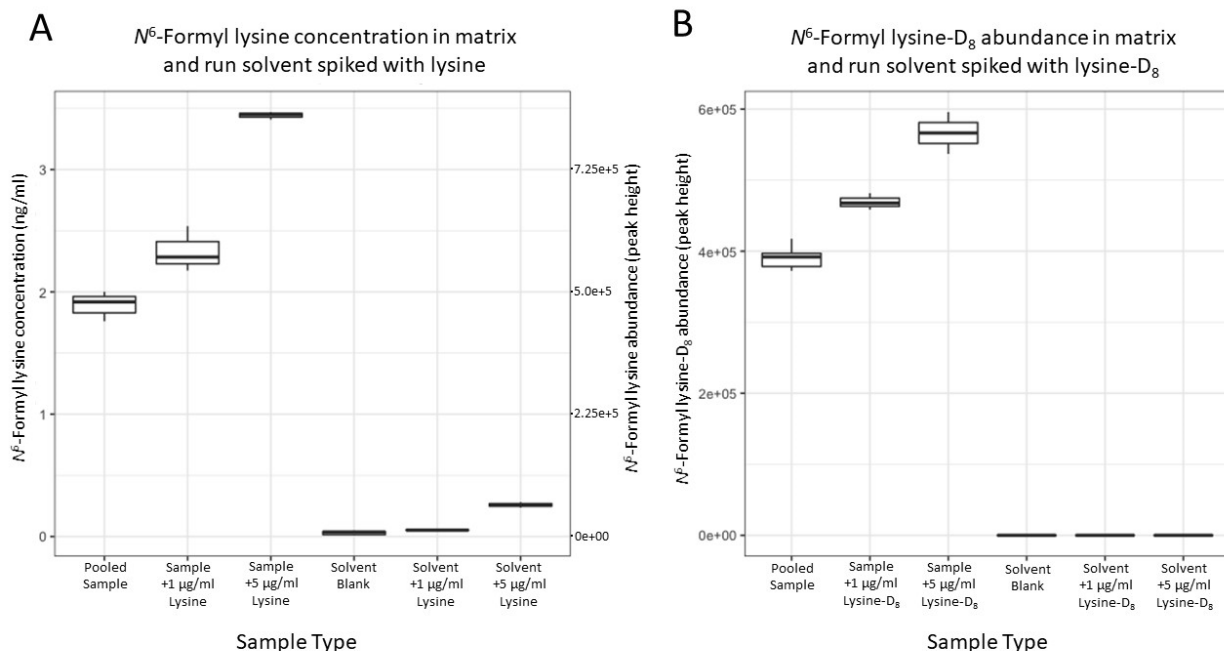 A
N⁶-Formyl lysine concentration in matrix
and run solvent spiked with lysine
N⁶-Formyl lysine concentration (ng/ml)
3
2
1
0
7.25e+5
5.0e+5
2.25e+5
0e+00
N⁶-Formyl lysine abundance (peak height)
Pooled
Sample
Sample
+1 µg/ml
Lysine
Sample
+5 µg/ml
Lysine
Solvent
Blank
Solvent
+1 µg/ml
Lysine
Solvent
+5 µg/ml
Lysine
Sample Type
B
N⁶-Formyl lysine-D₈ abundance in matrix
and run solvent spiked with lysine-D₈
N⁶-Formyl lysine-D₈ abundance (peak height)
6e+05
4e+05
2e+05
0e+00
Pooled
Sample
Sample
+1 µg/ml
Lysine-D₈
Sample
+5 µg/ml
Lysine-D₈
Solvent
Blank
Solvent
+1 µg/ml
Lysine-D₈
Solvent
+5 µg/ml
Lysine-D₈
Sample Type